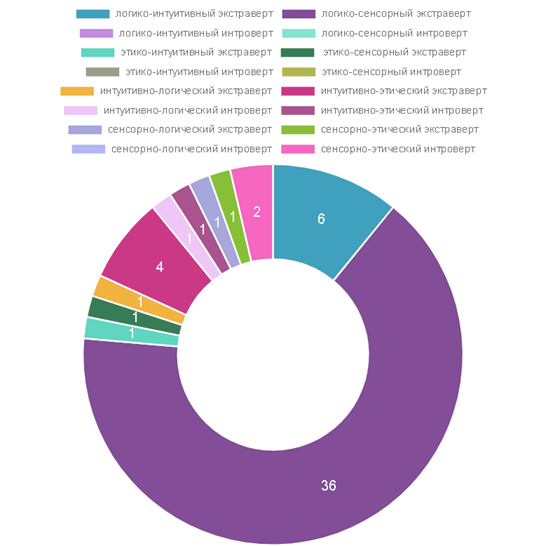 логико-интуитивный экстраверт логико-сенсорный экстраверт
логико-интуитивный интроверт логико-сенсорный интроверт
этико-интуитивный экстраверт этико-сенсорный экстраверт
этико-интуитивный интроверт этико-сенсорный интроверт
интуитивно-логический экстраверт интуитивно-этический экстраверт
интуитивно-логический интроверт интуитивно-этический интроверт
сенсорно-логический экстраверт сенсорно-этический экстраверт
сенсорно-логический интроверт сенсорно-этический интроверт
6
36
1
1
1
4
1
1
1
1
2